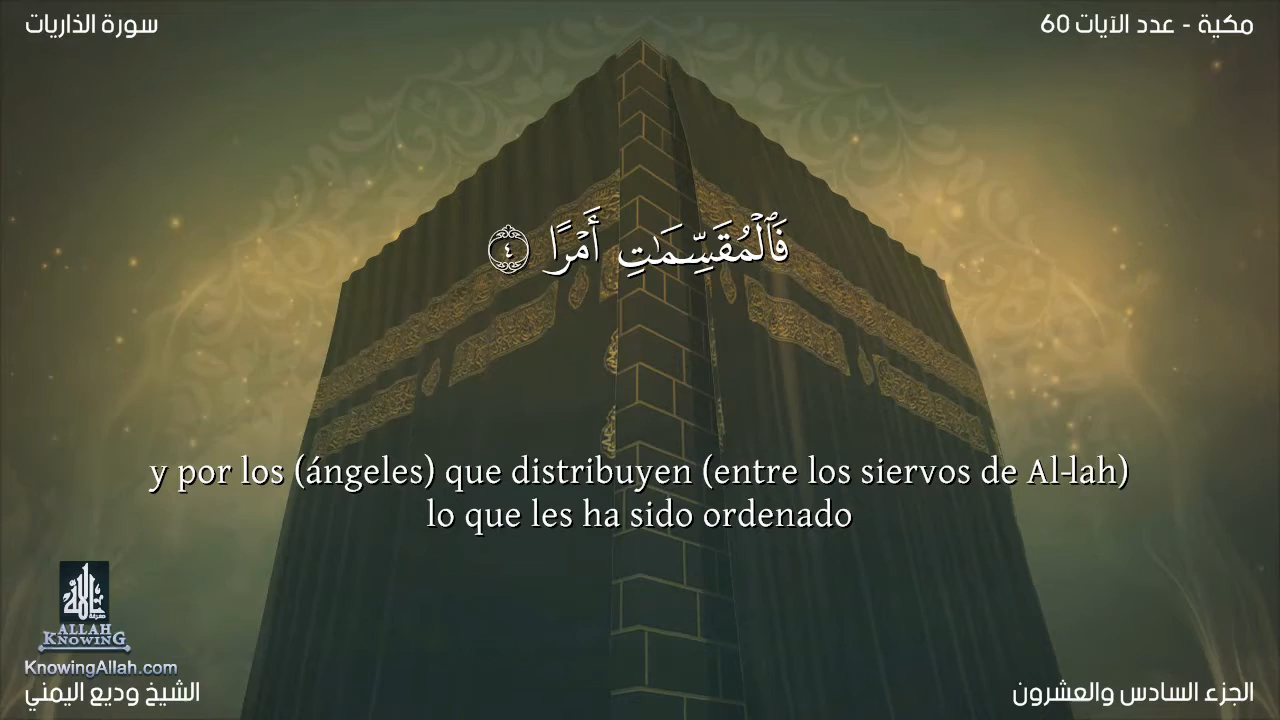 سورة الذاريات
مكية - عدد الآيات 60
فَٱلْمُقَسِّمَٰتِ أَمْرًا ٤
y por los (ángeles) que distribuyen (entre los siervos de Al-lah)
lo que les ha sido ordenado
ALLAH
KNOWING
KnowingAllah.com
الشيخ وديع اليمني
الجزء السادس والعشرون